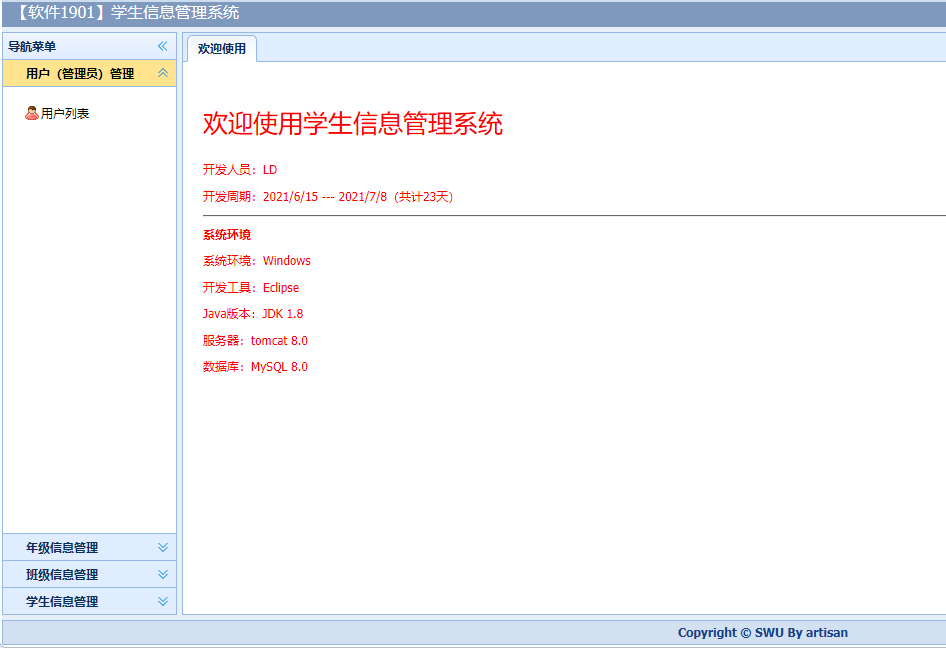 【软件1901】学生信息管理系统
导航菜单
用户（管理员）管理
用户列表
年级信息管理
班级信息管理
学生信息管理
欢迎使用
欢迎使用学生信息管理系统
开发人员：LD
开发周期：2021/6/15 --- 2021/7/8（共计23天）
系统环境
系统环境：Windows
开发工具：Eclipse
Java版本：JDK 1.8
服务器：tomcat 8.0
数据库：MySQL 8.0
Copyright © SWU By artisan